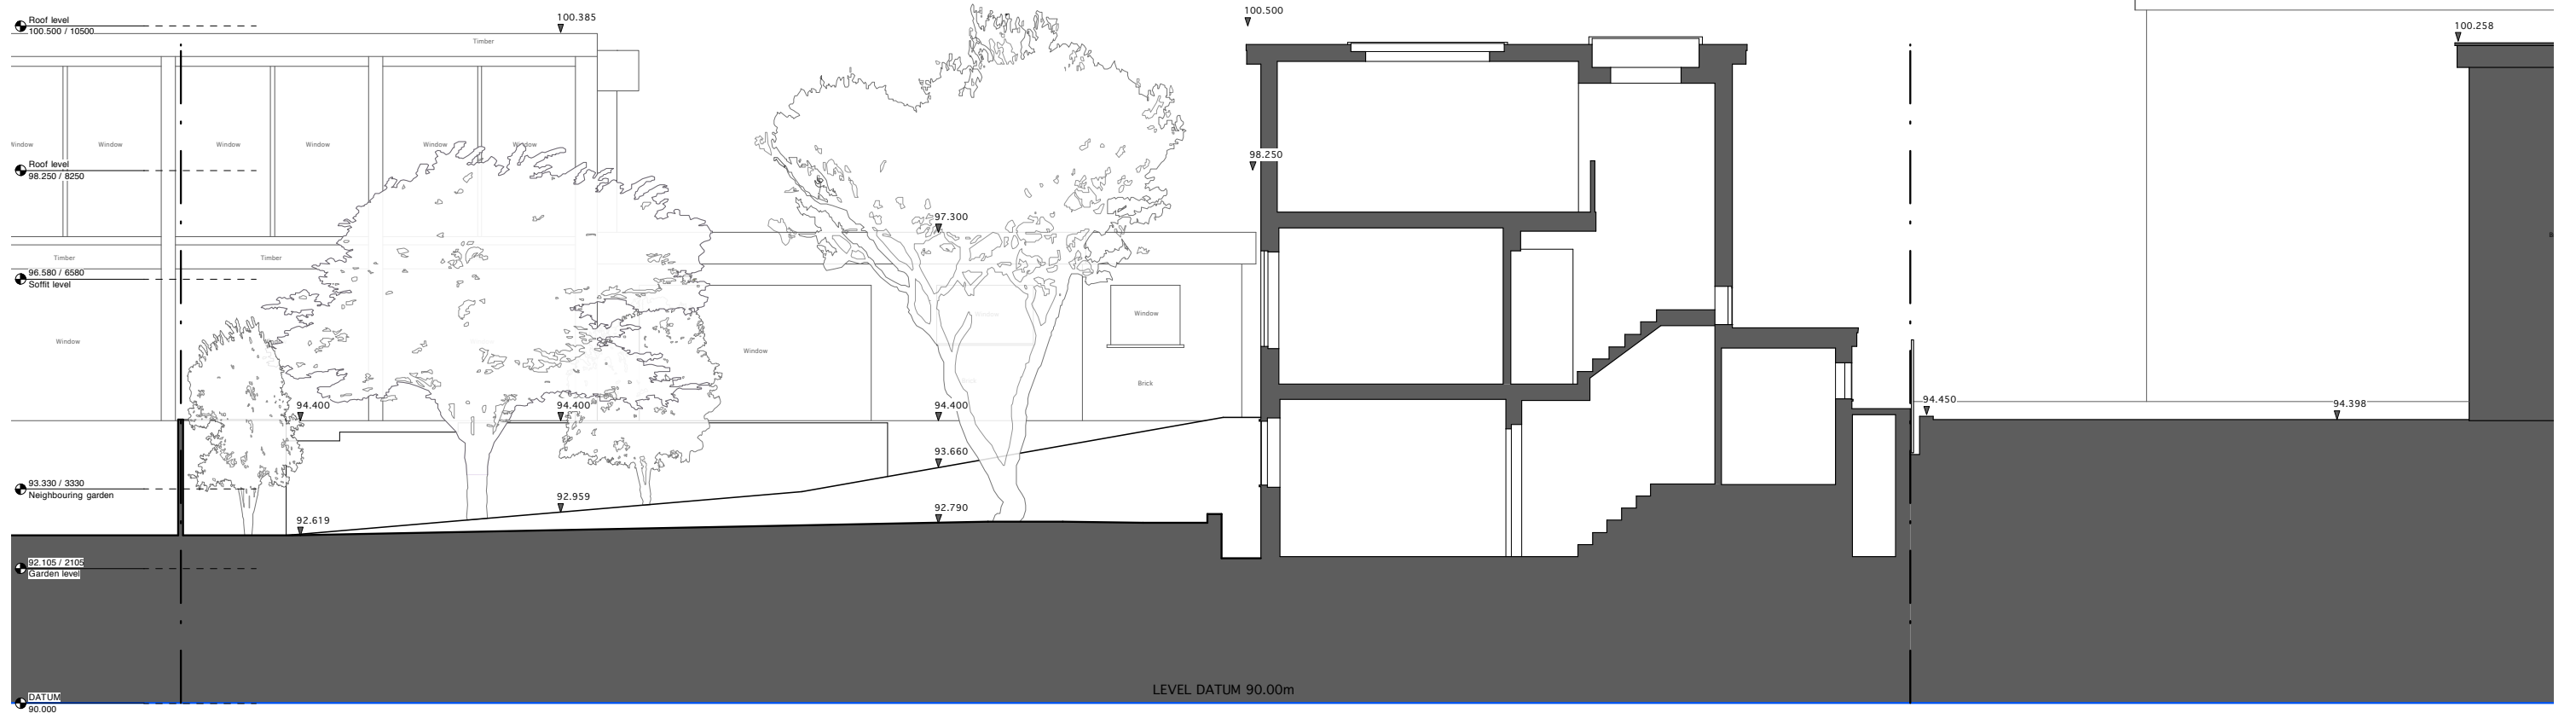 Roof level
100.500 / 10500
100.385
100.500
100.258
Timber
Window
Window
Window
Window
Window
Window
98.250
Roof level
98.250 / 8250
97.300
Timber
Timber
96.580 / 6580
Soffit level
Window
Window
Window
Window
Brick
94.400
94.400
94.400
94.450
94.398
93.660
93.330 / 3330
Neighbouring garden
92.959
92.619
92.790
92.105 / 2105
Garden level
LEVEL DATUM 90.00m
DATUM
90.000